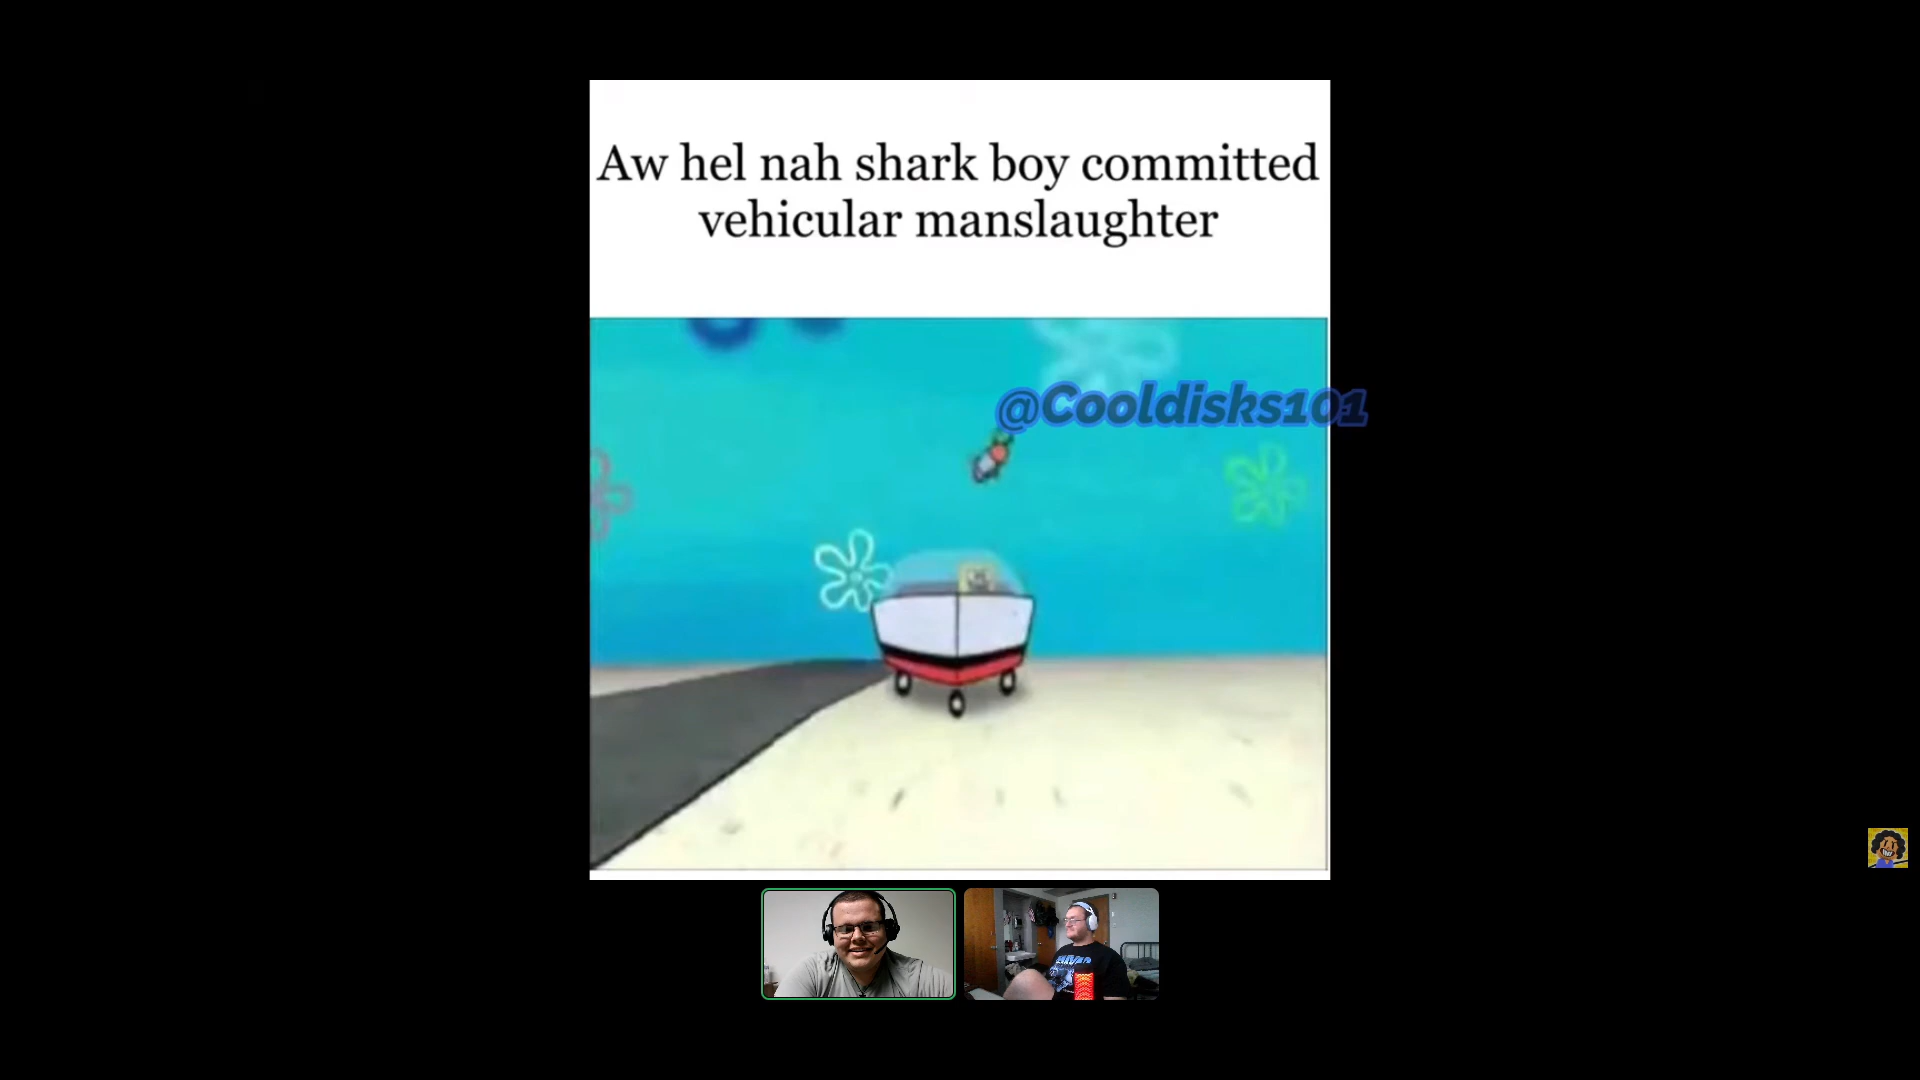 Aw hel nah shark boy committed
vehicular manslaughter
@Cooldisks101